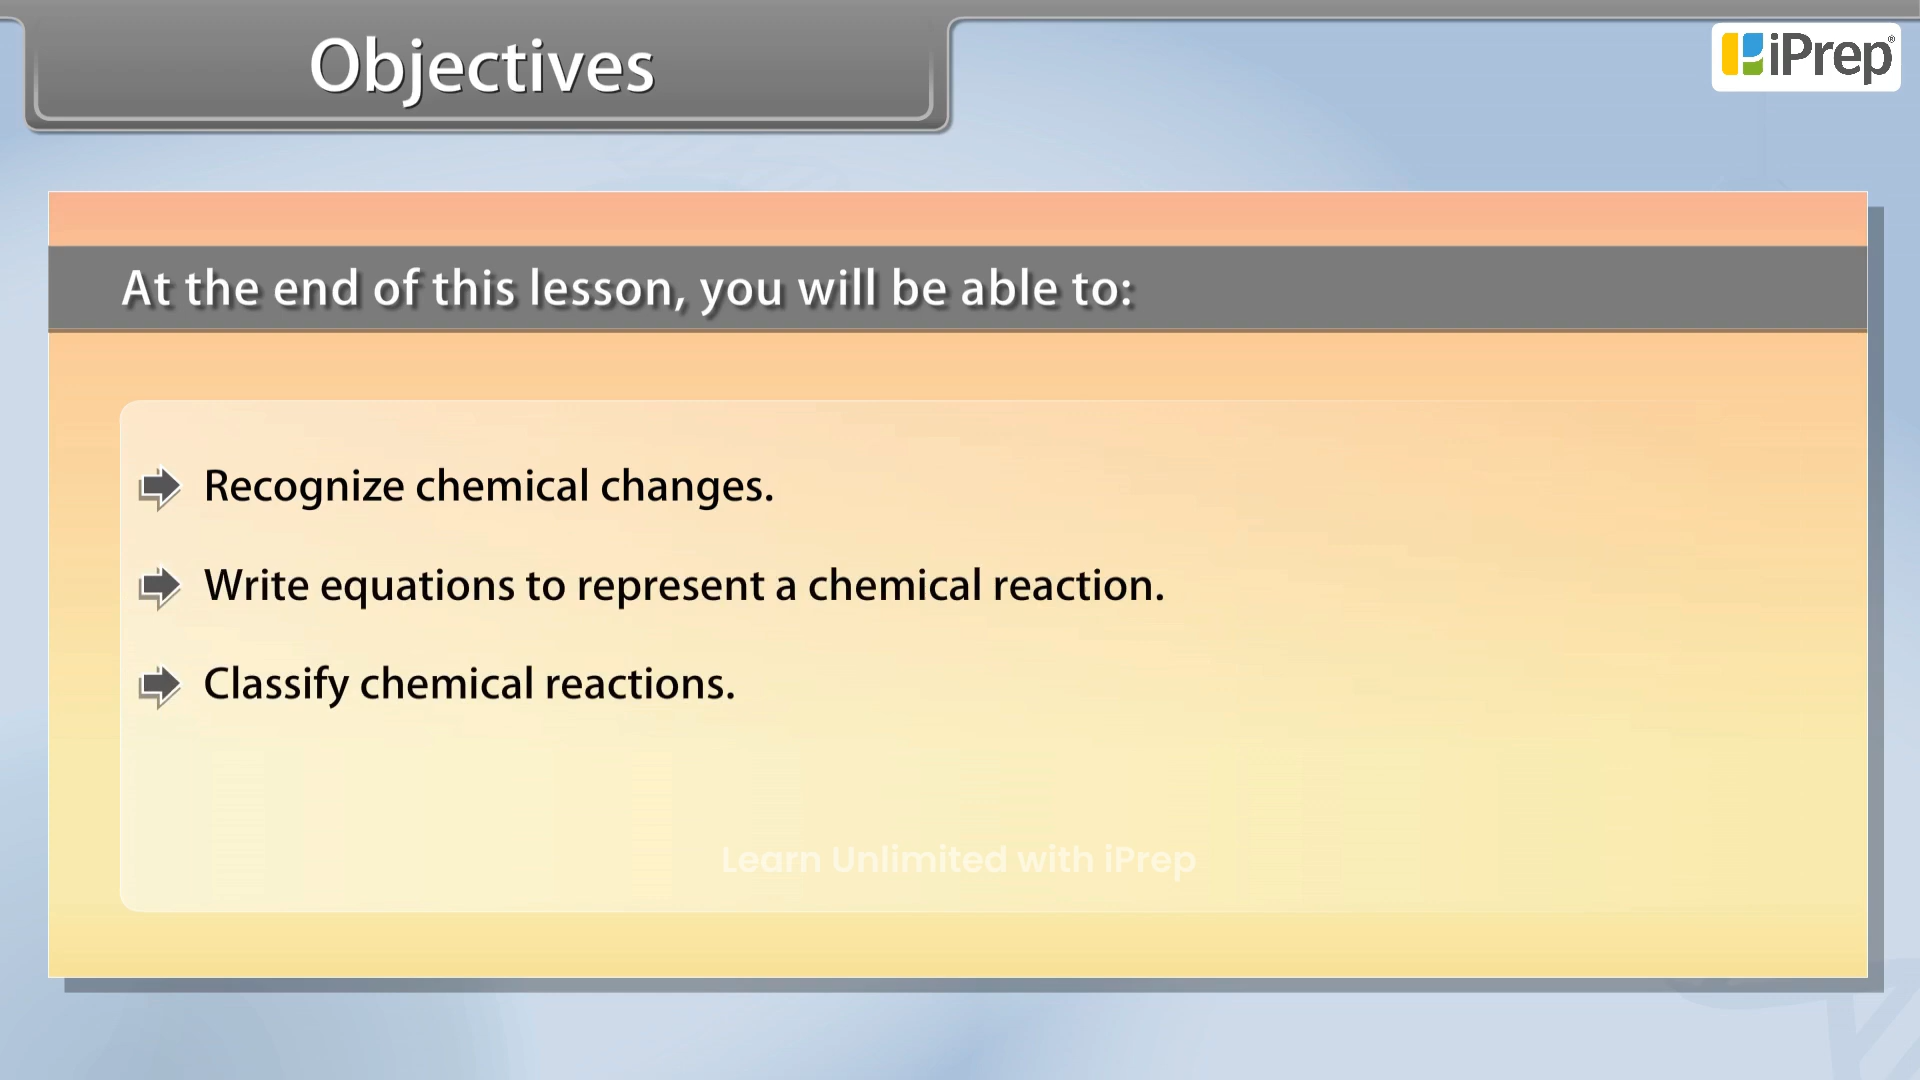 Objectives
iPrep®
At the end of this lesson, you will be able to:
Recognize chemical changes.
Write equations to represent a chemical reaction.
Classify chemical reactions.
Learn Unlimited with iPrep